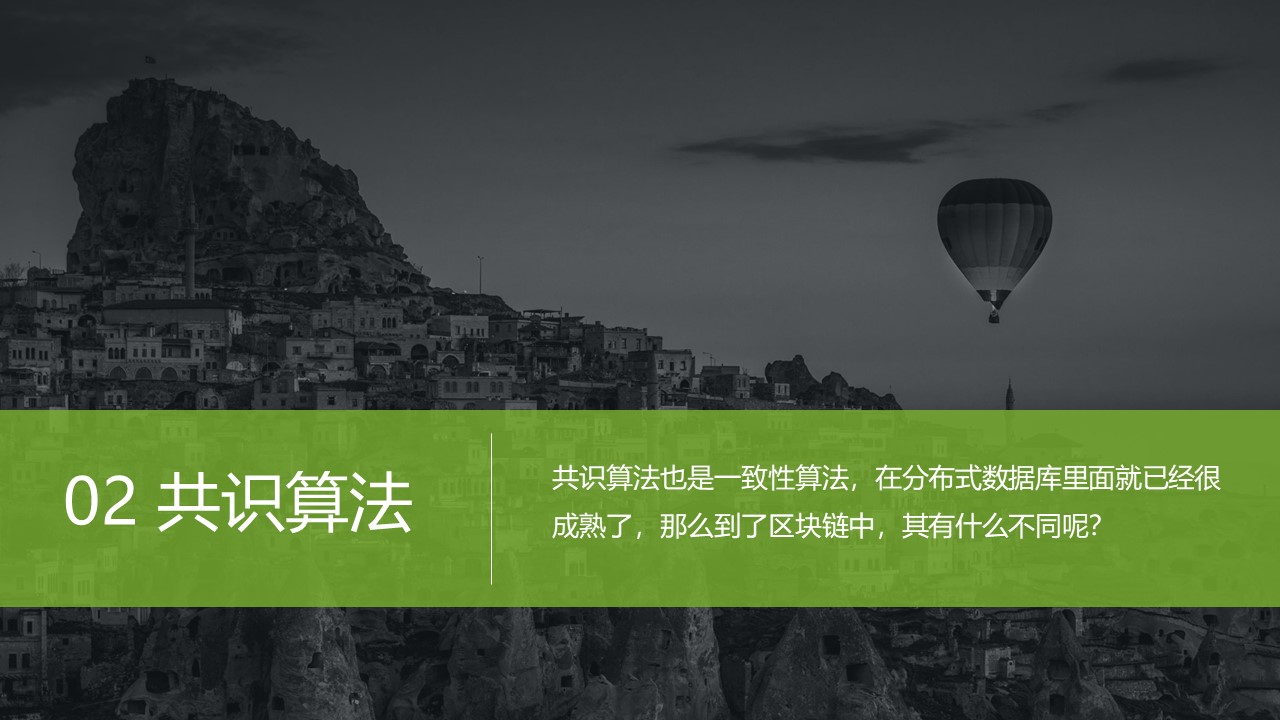 02 共识算法
共识算法也是一致性算法，在分布式数据库里面就已经很
成熟了，那么到了区块链中，其有什么不同呢？